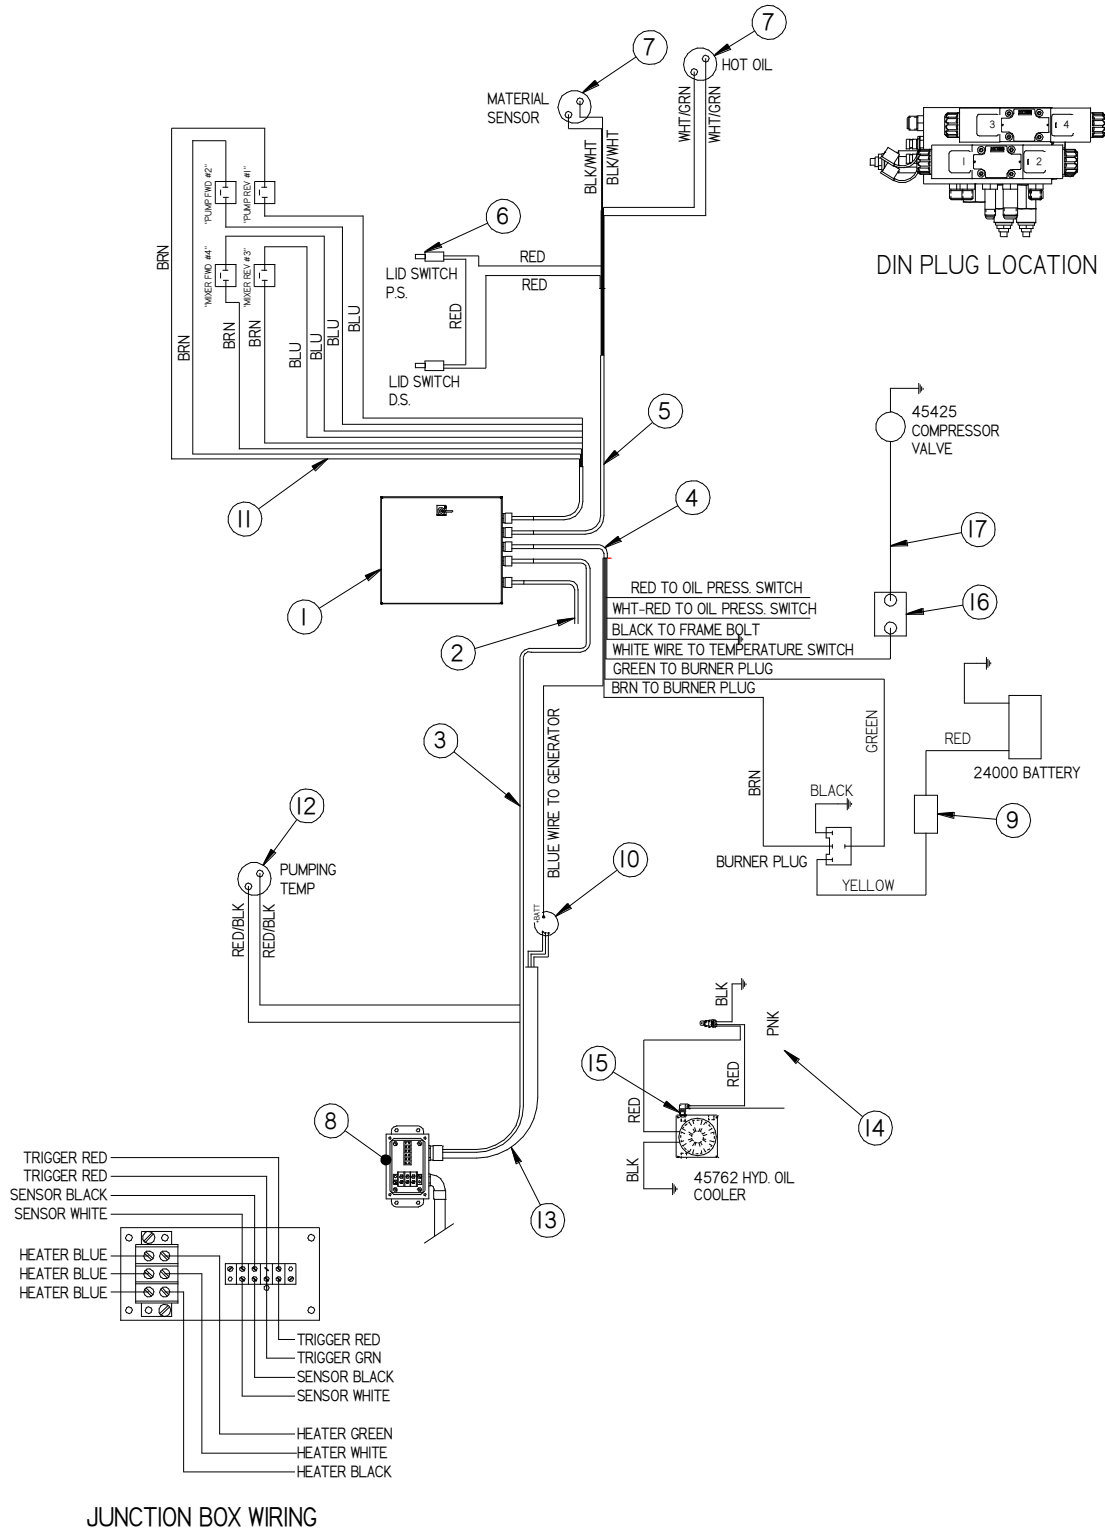 7
7
HOT OIL
MATERIAL
SENSOR
WHT/GRN
WHT/GRN
BLK/WHT
BLK/WHT
3
4
1
2
DIN PLUG LOCATION
"PUMP FWD #2"
"PUMP REV #1"
"MIXER FWD #4"
"MIXER REV #3"
BRN
BRN
BRN
BRN
BLU
BLU
BLU
BLU
6
LID SWITCH
P.S.
RED
RED
RED
LID SWITCH
D.S.
5
4
45425
COMPRESSOR
VALVE
11
17
1
2
16
RED TO OIL PRESS. SWITCH
WHT-RED TO OIL PRESS. SWITCH
BLACK TO FRAME BOLT
WHITE WIRE TO TEMPERATURE SWITCH
GREEN TO BURNER PLUG
BRN TO BURNER PLUG
BLUE WIRE TO GENERATOR
3
GREEN
BRN
RED
24000 BATTERY
BLACK
9
BURNER PLUG
YELLOW
12
PUMPING
TEMP
RED/BLK
RED/BLK
10
+BATT
BLK
PNK
15
RED
RED
14
BLK
45762 HYD. OIL
COOLER
8
13
TRIGGER RED
TRIGGER RED
SENSOR BLACK
SENSOR WHITE
HEATER BLUE
HEATER BLUE
HEATER BLUE
TRIGGER RED
TRIGGER GRN
SENSOR BLACK
SENSOR WHITE
HEATER GREEN
HEATER WHITE
HEATER BLACK
JUNCTION BOX WIRING